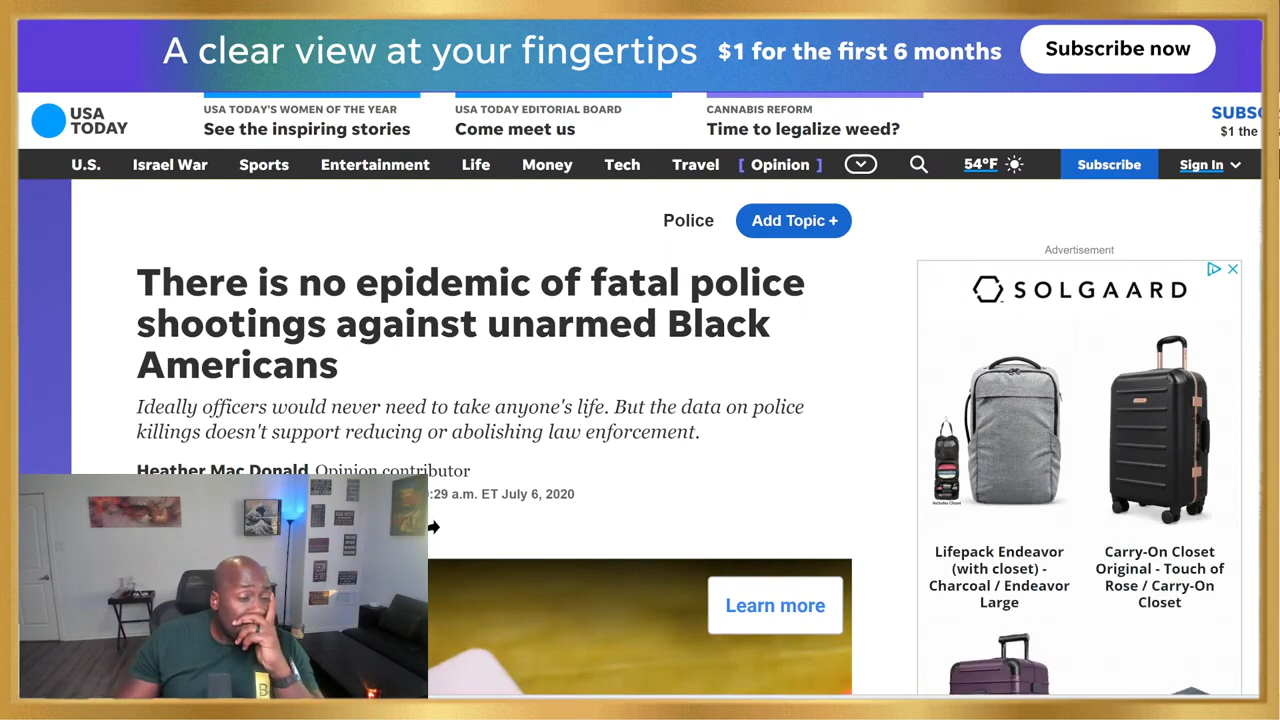 A clear view at your fingertips $1 for the first 6 months Subscribe now
USA TODAY'S WOMEN OF THE YEAR USA TODAY EDITORIAL BOARD CANNABIS REFORM
See the inspiring stories Come meet us Time to legalize weed?
USA
TODAY
SUBS
$1 the
U.S. Israel War Sports Entertainment Life Money Tech Travel [ Opinion ] 54°F Subscribe Sign In
Police Add Topic +
Advertisement
There is no epidemic of fatal police
shootings against unarmed Black
Americans
Ideally officers would never need to take anyone's life. But the data on police
killings doesn't support reducing or abolishing law enforcement.
Heather Mac Donald Opinion contributor
:29 a.m. ET July 6, 2020
Learn more
SOLGAARD
Includes Closet
Lifepack Endeavor
(with closet) -
Charcoal / Endeavor
Large
Carry-On Closet
Original - Touch of
Rose / Carry-On
Closet